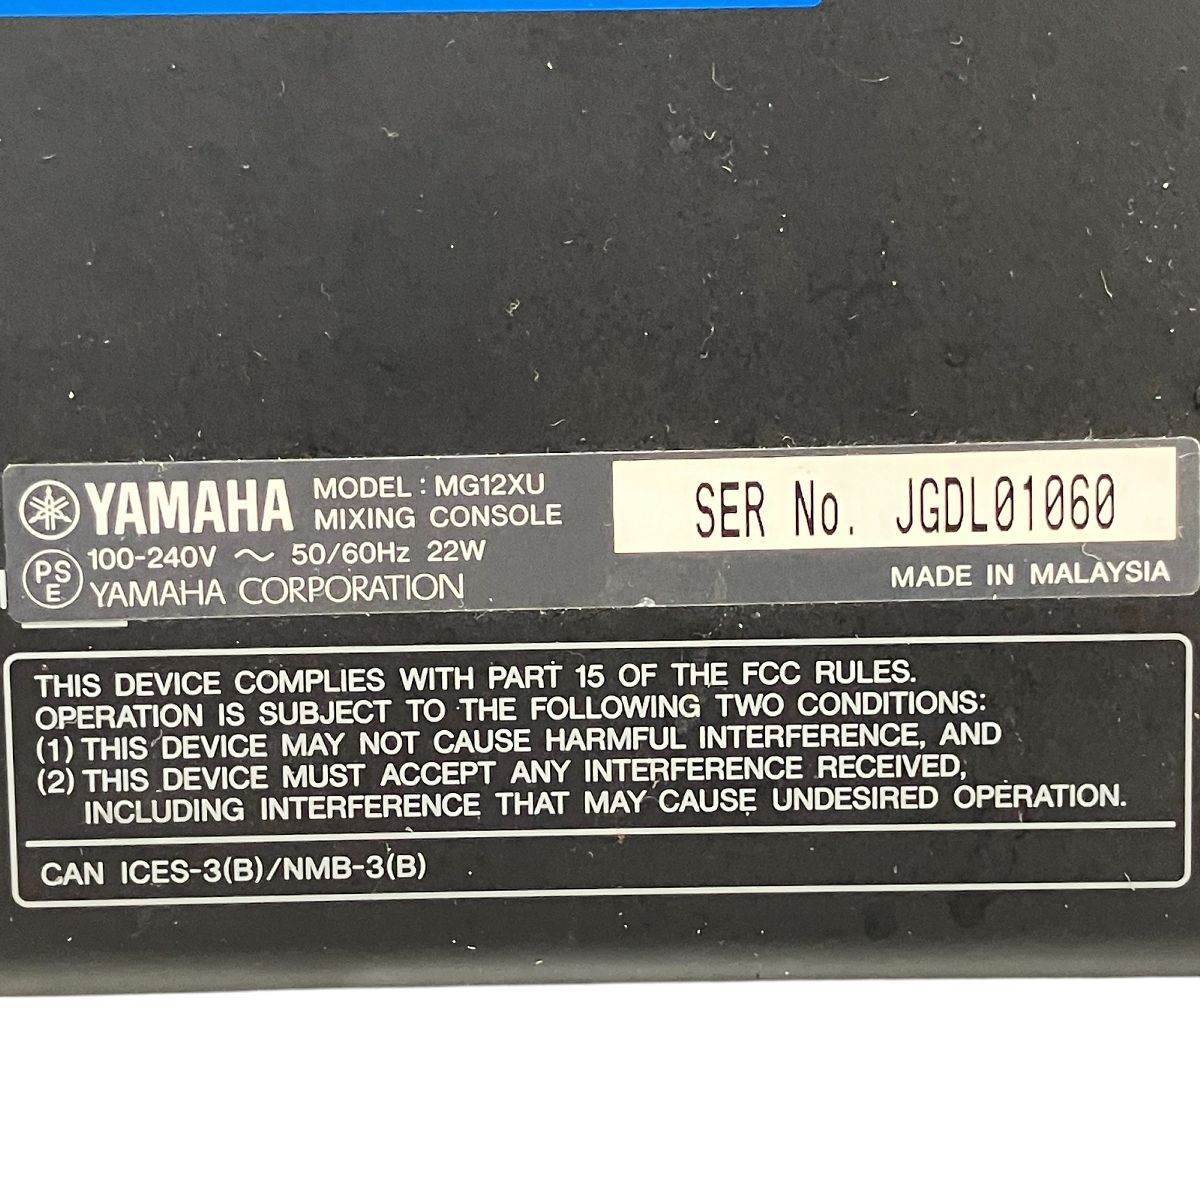 YAMAHA MODEL : MG12XU
MIXING CONSOLE
100-240V ～ 50/60Hz 22W
PS
E
YAMAHA CORPORATION
SER No. JGDL01060
MADE IN MALAYSIA
THIS DEVICE COMPLIES WITH PART 15 OF THE FCC RULES.
OPERATION IS SUBJECT TO THE FOLLOWING TWO CONDITIONS:
(1) THIS DEVICE MAY NOT CAUSE HARMFUL INTERFERENCE, AND
(2) THIS DEVICE MUST ACCEPT ANY INTERFERENCE RECEIVED,
INCLUDING INTERFERENCE THAT MAY CAUSE UNDESIRED OPERATION.
CAN ICES-3(B)/NMB-3(B)